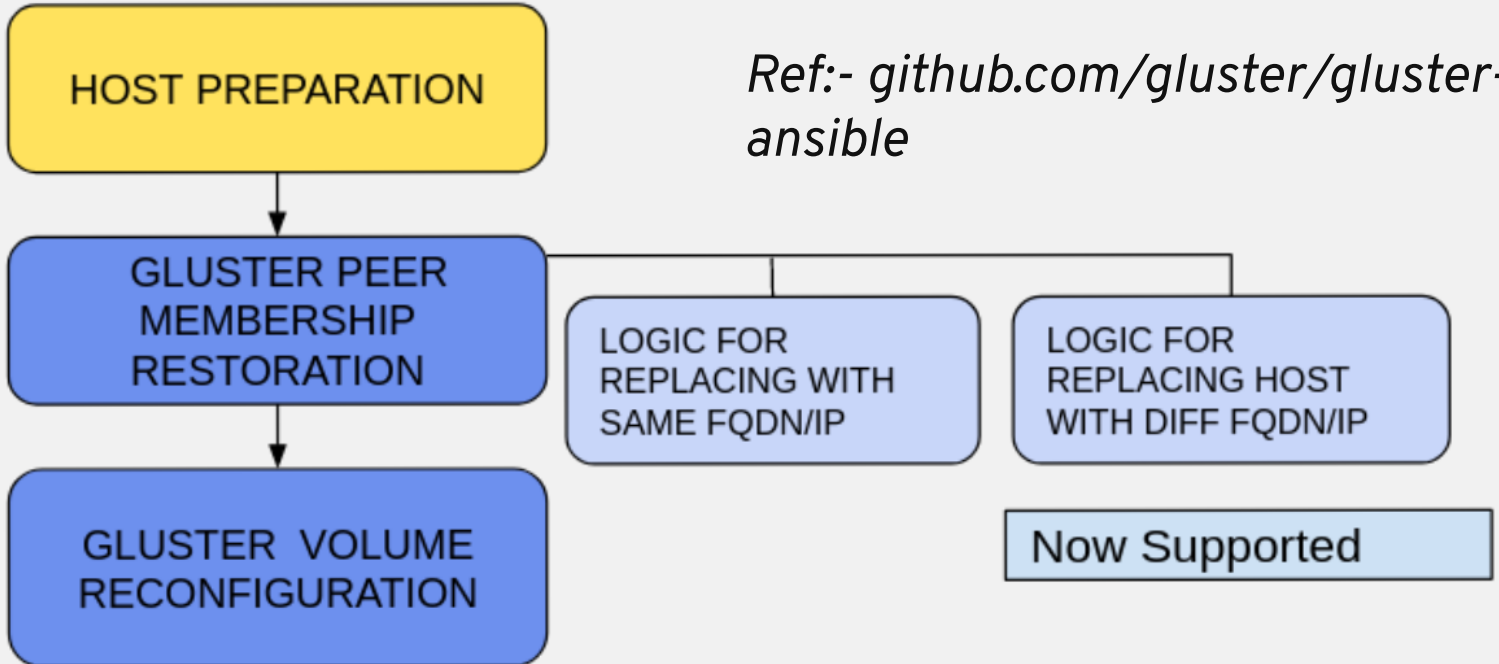 HOST PREPARATION
Ref:- github.com/gluster/gluster-
ansible
GLUSTER PEER
MEMBERSHIP
RESTORATION
LOGIC FOR
REPLACING WITH
SAME FQDN/IP
LOGIC FOR
REPLACING HOST
WITH DIFF FQDN/IP
GLUSTER  VOLUME
RECONFIGURATION
Now Supported